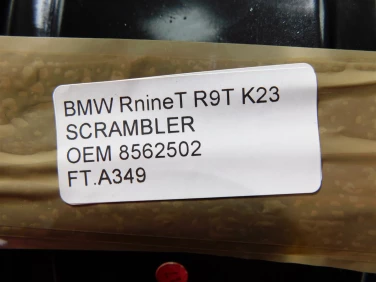 BMW RnineT R9T K23
SCRAMBLER
OEM 8562502
FT.A349